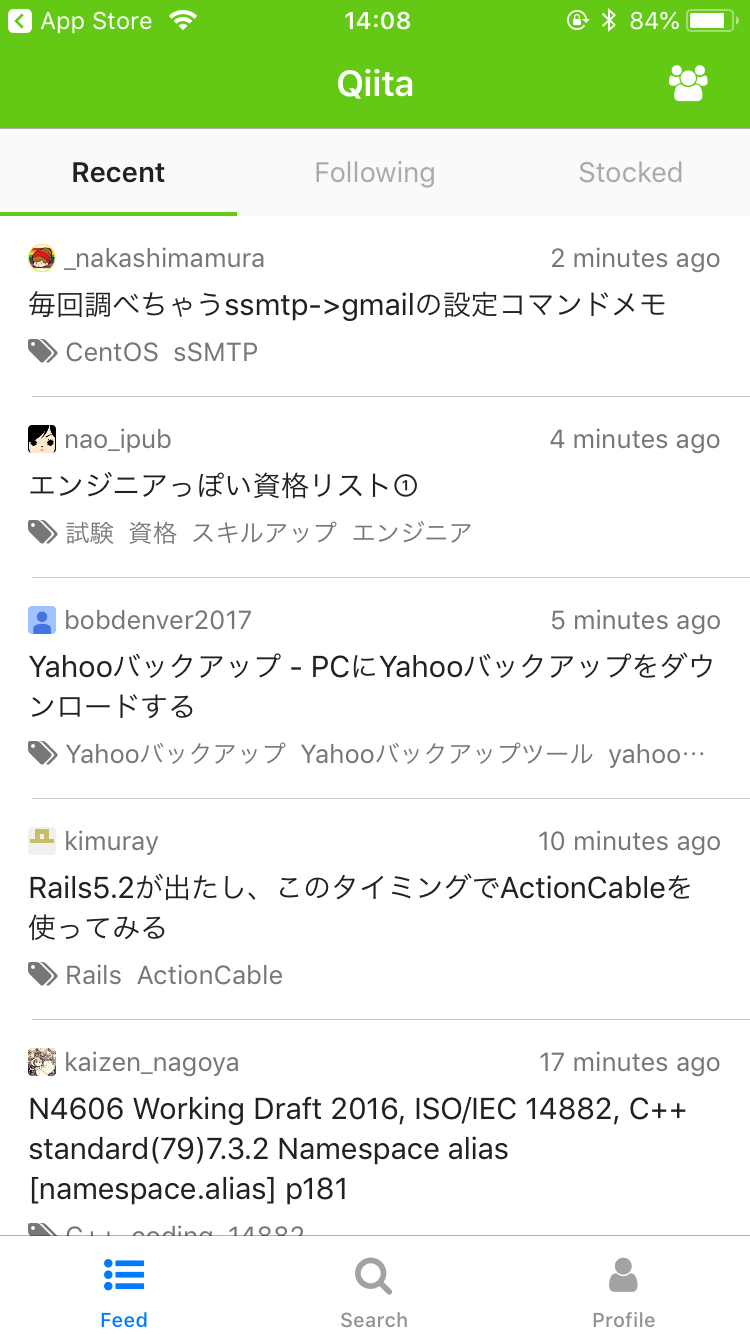 App Store 14:08 84%
Qiita
Recent Following Stocked
_nakashimamura 2 minutes ago
毎回調べちゃうssmtp->gmailの設定コマンドメモ
CentOS sSMTP
nao_ipub 4 minutes ago
エンジニアっぽい資格リスト①
試験 資格 スキルアップ エンジニア
bobdenver2017 5 minutes ago
Yahooバックアップ - PCにYahooバックアップをダウ
ンロードする
Yahooバックアップ Yahooバックアップツール yahoo…
kimuray 10 minutes ago
Rails5.2が出たし、このタイミングでActionCableを
使ってみる
Rails ActionCable
kaizen_nagoya 17 minutes ago
N4606 Working Draft 2016, ISO/IEC 14882, C++
standard(79)7.3.2 Namespace alias
[namespace.alias] p181
C++ coding 14882
Feed Search Profile